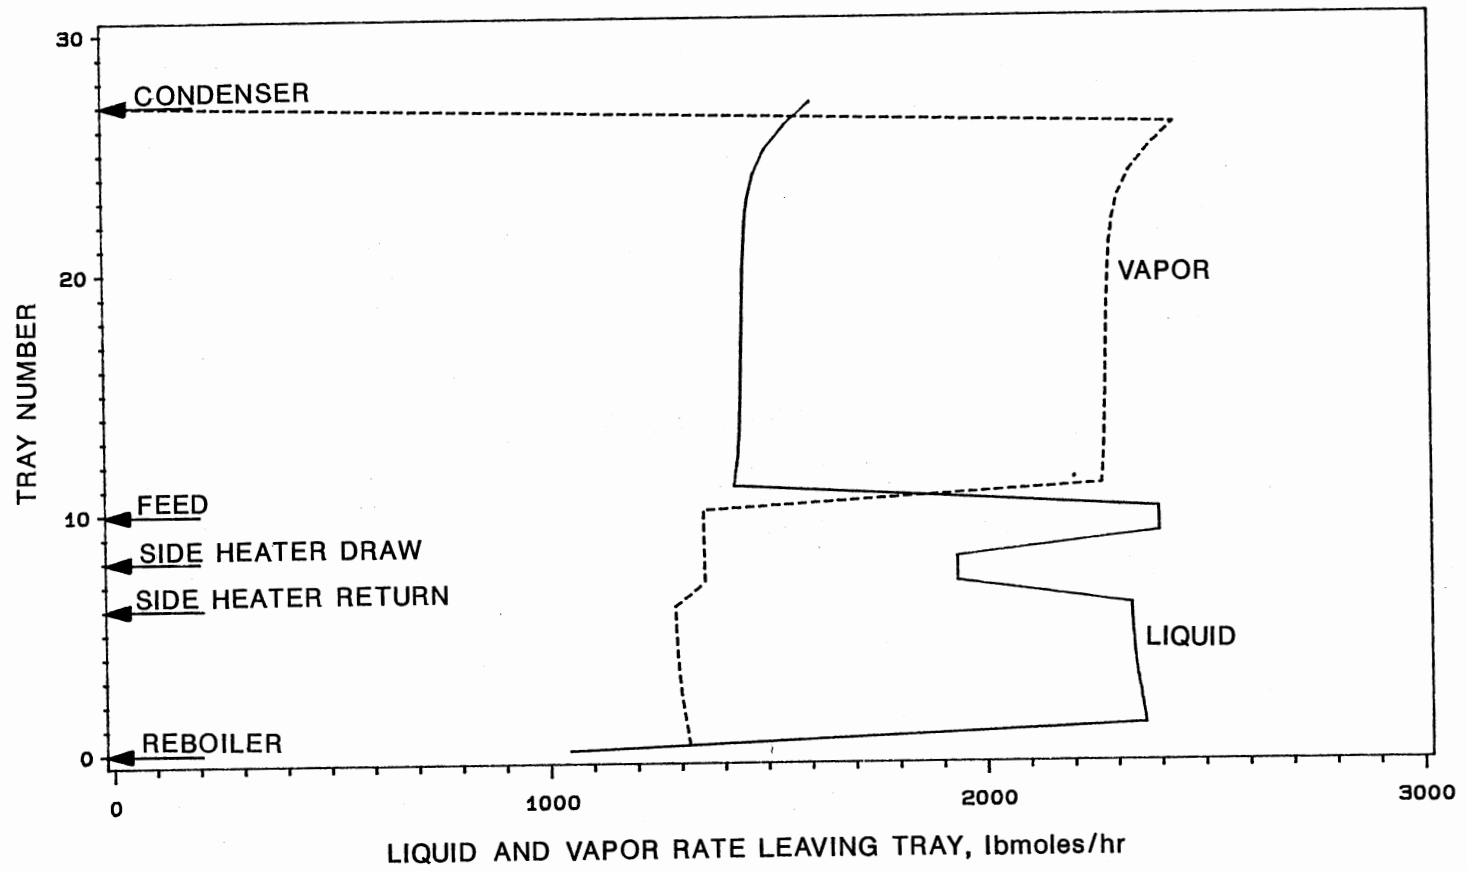 30
CONDENSER
20
VAPOR
TRAY NUMBER
FEED
10
SIDE HEATER DRAW
SIDE HEATER RETURN
LIQUID
REBOILER
0
0
1000
2000
3000
LIQUID AND VAPOR RATE LEAVING TRAY, lbmoles/hr